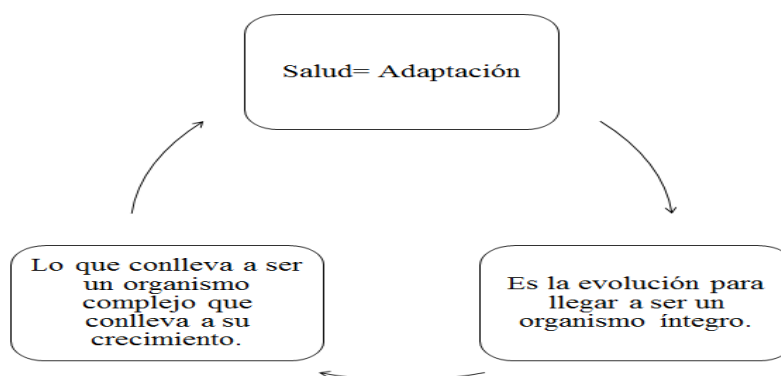 Salud= Adaptación
Es la evolución para
llegar a ser un
organismo íntegro.
Lo que conlleva a ser
un organismo
complejo que
conlleva a su
crecimiento.